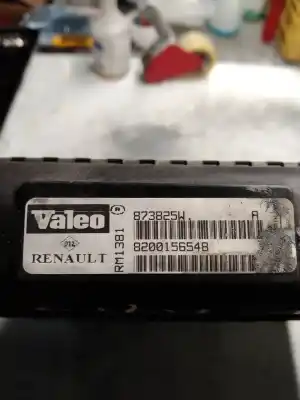 Valeo
RENAULT
RM1381
873825W. A
8200156548